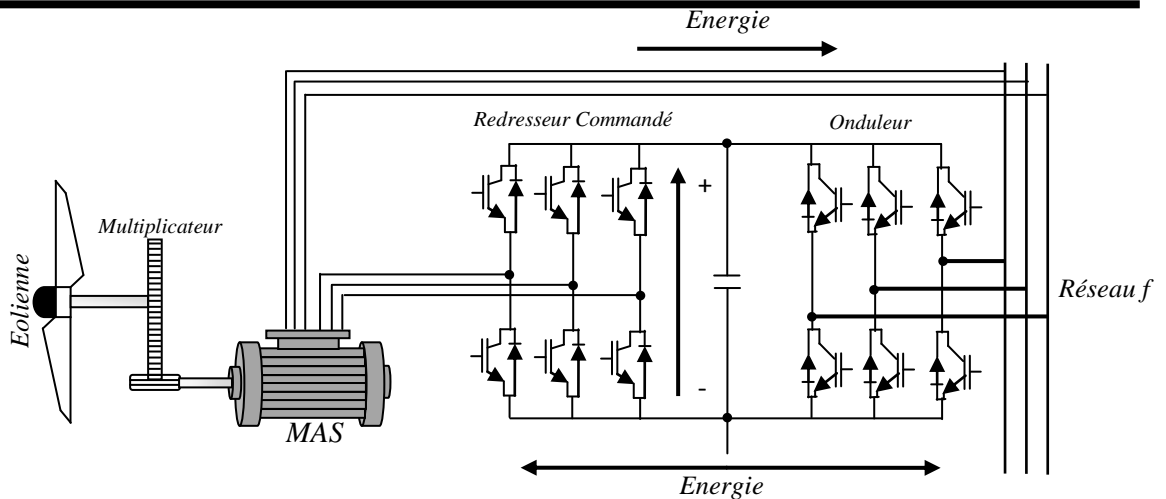 Energie
Redresseur Commandé
Onduleur
+
Multiplicateur
Eolienne
Réseau f
-
MAS
Energie